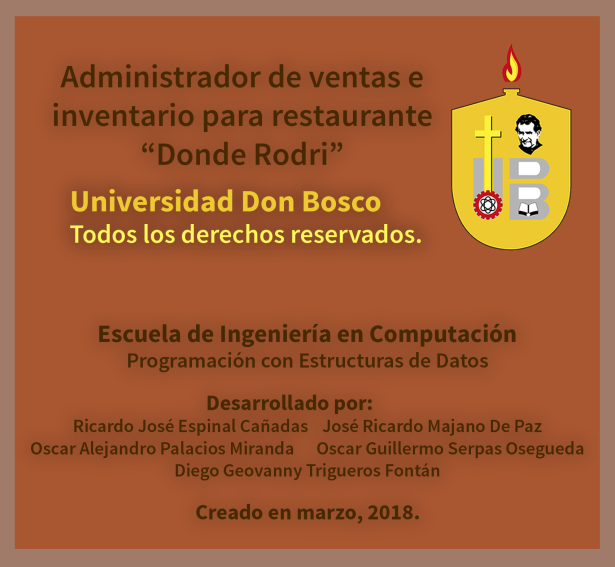 Administrador de ventas e
inventario para restaurante
“Donde Rodri”
Universidad Don Bosco
Todos los derechos reservados.
UDB
Escuela de Ingeniería en Computación
Programación con Estructuras de Datos
Desarrollado por:
Ricardo José Espinal Cañadas   José Ricardo Majano De Paz
Oscar Alejandro Palacios Miranda   Oscar Guillermo Serpas Osegueda
Diego Geovanny Trigueros Fontán
Creado en marzo, 2018.